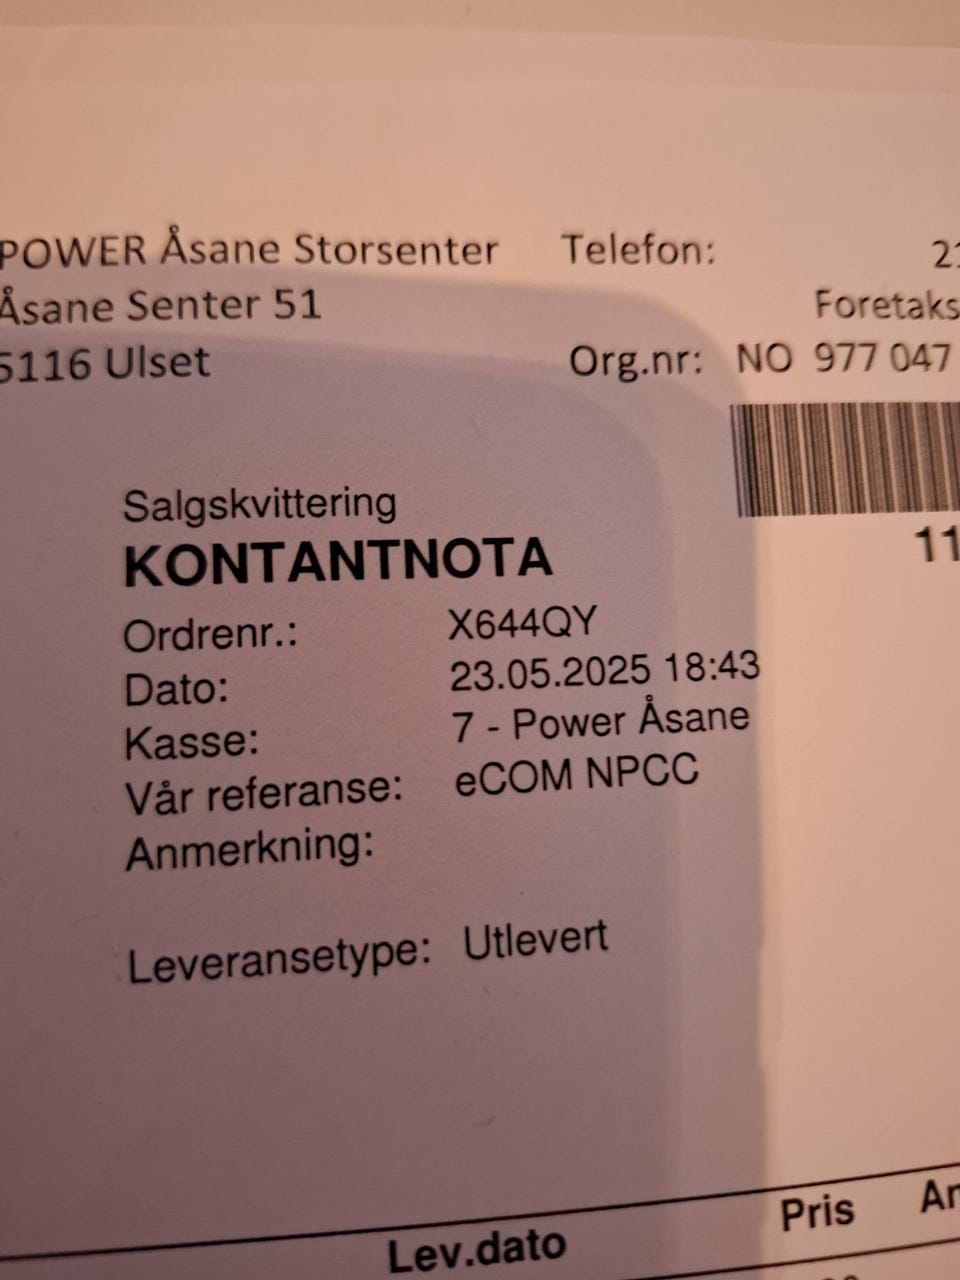 POWER Åsane Storsenter Telefon:
Åsane Senter 51
5116 Ulset Org.nr: NO 977 047
Salgskvittering
KONTANTNOTA
Ordrenr.: X644QY
Dato: 23.05.2025 18:43
Kasse: 7 - Power Åsane
Vår referanse: eCOM NPCC
Anmerkning:
Leveransetype: Utlevert
Lev.dato Pris